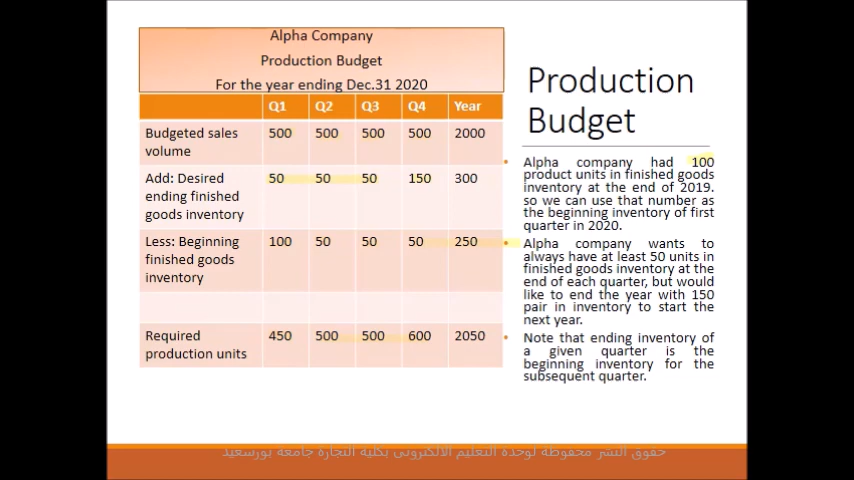 Alpha Company
Production Budget
For the year ending Dec.31 2020
Q1 Q2 Q3 Q4 Year
Budgeted sales volume 500 500 500 500 2000
Add: Desired ending finished goods inventory 50 50 50 150 300
Less: Beginning finished goods inventory 100 50 50 50 250
Required production units 450 500 500 600 2050
Production
Budget
Alpha company had 100
product units in finished goods
inventory at the end of 2019.
so we can use that number as
the beginning inventory of first
quarter in 2020.
Alpha company wants to
always have at least 50 units in
finished goods inventory at the
end of each quarter, but would
like to end the year with 150
pair in inventory to start the
next year.
Note that ending inventory of
a given quarter is the
beginning inventory for the
subsequent quarter.
حقوق النشر محفوظة لوحدة التعليم الالكترونى بكلية التجارة جامعة بورسعيد